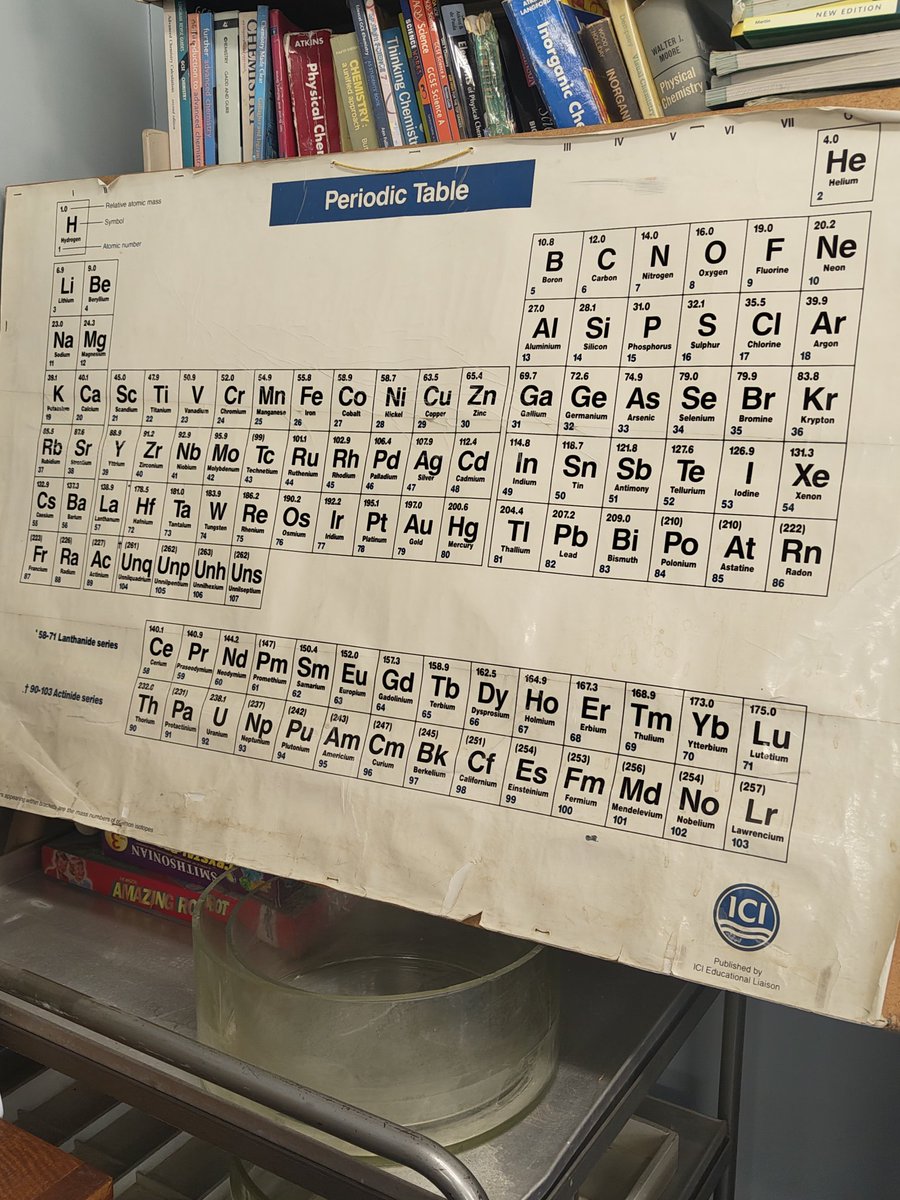 ATKINS
Physical Chem
CHEMISTRY:
a unified approach
Thinking Chemistry
GCSE Science A
Inorganic Ch
INORGANIC
WALTER J.
MOORE
Physical
Chemistry
Martin
NEW EDITION
Periodic Table
I III IV V VI VII
1.0 Relative atomic mass
H Symbol
Hydrogen
1 Atomic number
4.0
He
Helium
2
6.9 9.0 10.8 12.0 14.0 16.0 19.0 20.2
Li Be B C N O F Ne
Lithium Beryllium Boron Carbon Nitrogen Oxygen Fluorine Neon
3 4 5 6 7 8 9 10
23.0 24.3 27.0 28.1 31.0 32.1 35.5 39.9
Na Mg Al Si P S Cl Ar
Sodium Magnesium Aluminium Silicon Phosphorus Sulphur Chlorine Argon
11 12 13 14 15 16 17 18
39.1 40.1 45.0 47.9 50.9 52.0 54.9 55.8 58.9 58.7 63.5 65.4 69.7 72.6 74.9 79.0 79.9 83.8
K Ca Sc Ti V Cr Mn Fe Co Ni Cu Zn Ga Ge As Se Br Kr
Potassium Calcium Scandium Titanium Vanadium Chromium Manganese Iron Cobalt Nickel Copper Zinc Gallium Germanium Arsenic Selenium Bromine Krypton
19 20 21 22 23 24 25 26 27 28 29 30 31 32 33 34 35 36
85.5 87.6 88.9 91.2 92.9 95.9 (99) 101.1 102.9 106.4 107.9 112.4 114.8 118.7 121.8 127.6 126.9 131.3
Rb Sr Y Zr Nb Mo Tc Ru Rh Pd Ag Cd In Sn Sb Te I Xe
Rubidium Strontium Yttrium Zirconium Niobium Molybdenum Technetium Ruthenium Rhodium Palladium Silver Cadmium Indium Tin Antimony Tellurium Iodine Xenon
37 38 39 40 41 42 43 44 45 46 47 48 49 50 51 52 53 54
132.9 137.3 138.9 178.5 181.0 183.9 186.2 190.2 192.2 195.1 197.0 200.6 204.4 207.2 209.0 (210) (210) (222)
Cs Ba La * Hf Ta W Re Os Ir Pt Au Hg Tl Pb Bi Po At Rn
Caesium Barium Lanthanum Hafnium Tantalum Tungsten Rhenium Osmium Iridium Platinum Gold Mercury Thallium Lead Bismuth Polonium Astatine Radon
55 56 57 72 73 74 75 76 77 78 79 80 81 82 83 84 85 86
(223) (226) (227) (261) (262) (263) (262)
Fr Ra Ac † Unq Unp Unh Uns
Francium Radium Actinium Unnilquadium Unnilpentium Unnilhexium Unnilseptium
87 88 89 104 105 106 107
* 58-71 Lanthanide series
140.1 140.9 144.2 (147) 150.4 152.0 157.3 158.9 162.5 164.9 167.3 168.9 173.0 175.0
Ce Pr Nd Pm Sm Eu Gd Tb Dy Ho Er Tm Yb Lu
Cerium Praseodymium Neodymium Promethium Samarium Europium Gadolinium Terbium Dysprosium Holmium Erbium Thulium Ytterbium Lutetium
58 59 60 61 62 63 64 65 66 67 68 69 70 71
† 90-103 Actinide series
232.0 (231) 238.1 (237) (242) (243) (247) (245) (251) (254) (253) (256) (254) (257)
Th Pa U Np Pu Am Cm Bk Cf Es Fm Md No Lr
Thorium Protactinium Uranium Neptunium Plutonium Americium Curium Berkelium Californium Einsteinium Fermium Mendelevium Nobelium Lawrencium
90 91 92 93 94 95 96 97 98 99 100 101 102 103
appearing within brackets are the mass numbers of common isotopes
ICI
Published by
ICI Educational Liaison
SMITHSONIAN
AMAZING ROBOT